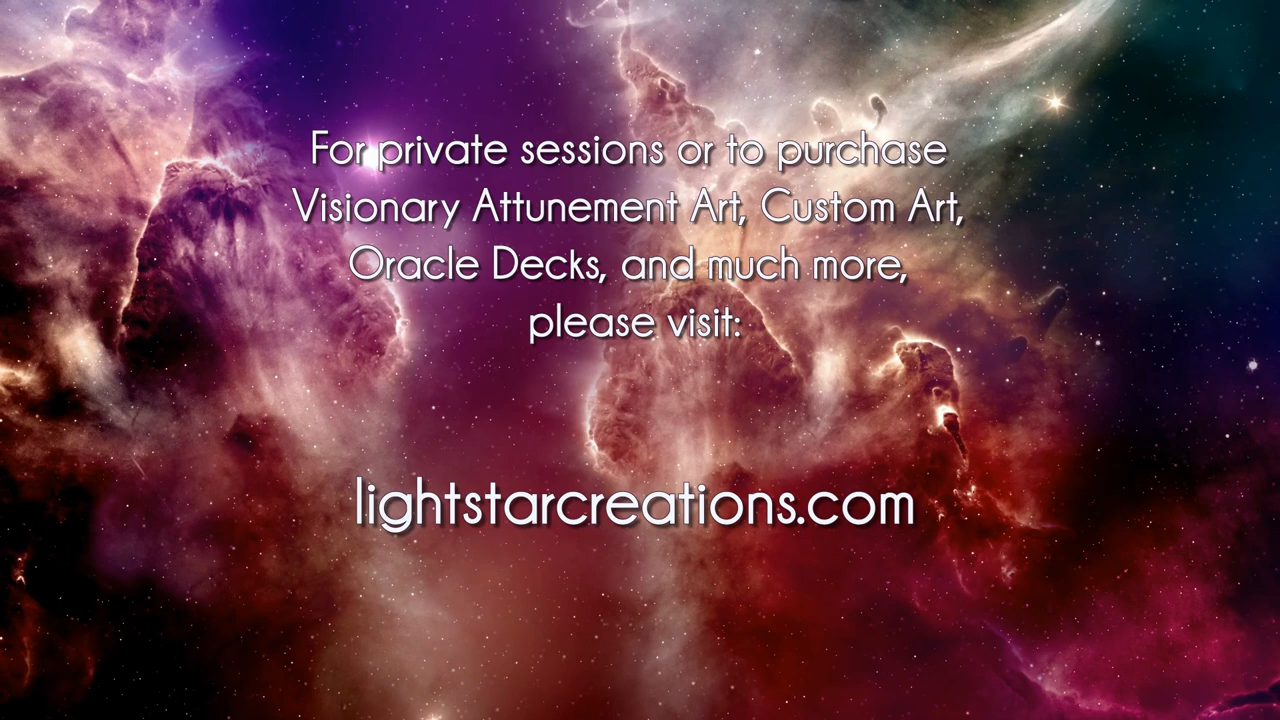 For private sessions or to purchase
Visionary Attunement Art, Custom Art,
Oracle Decks, and much more,
please visit:
lightstarcreations.com